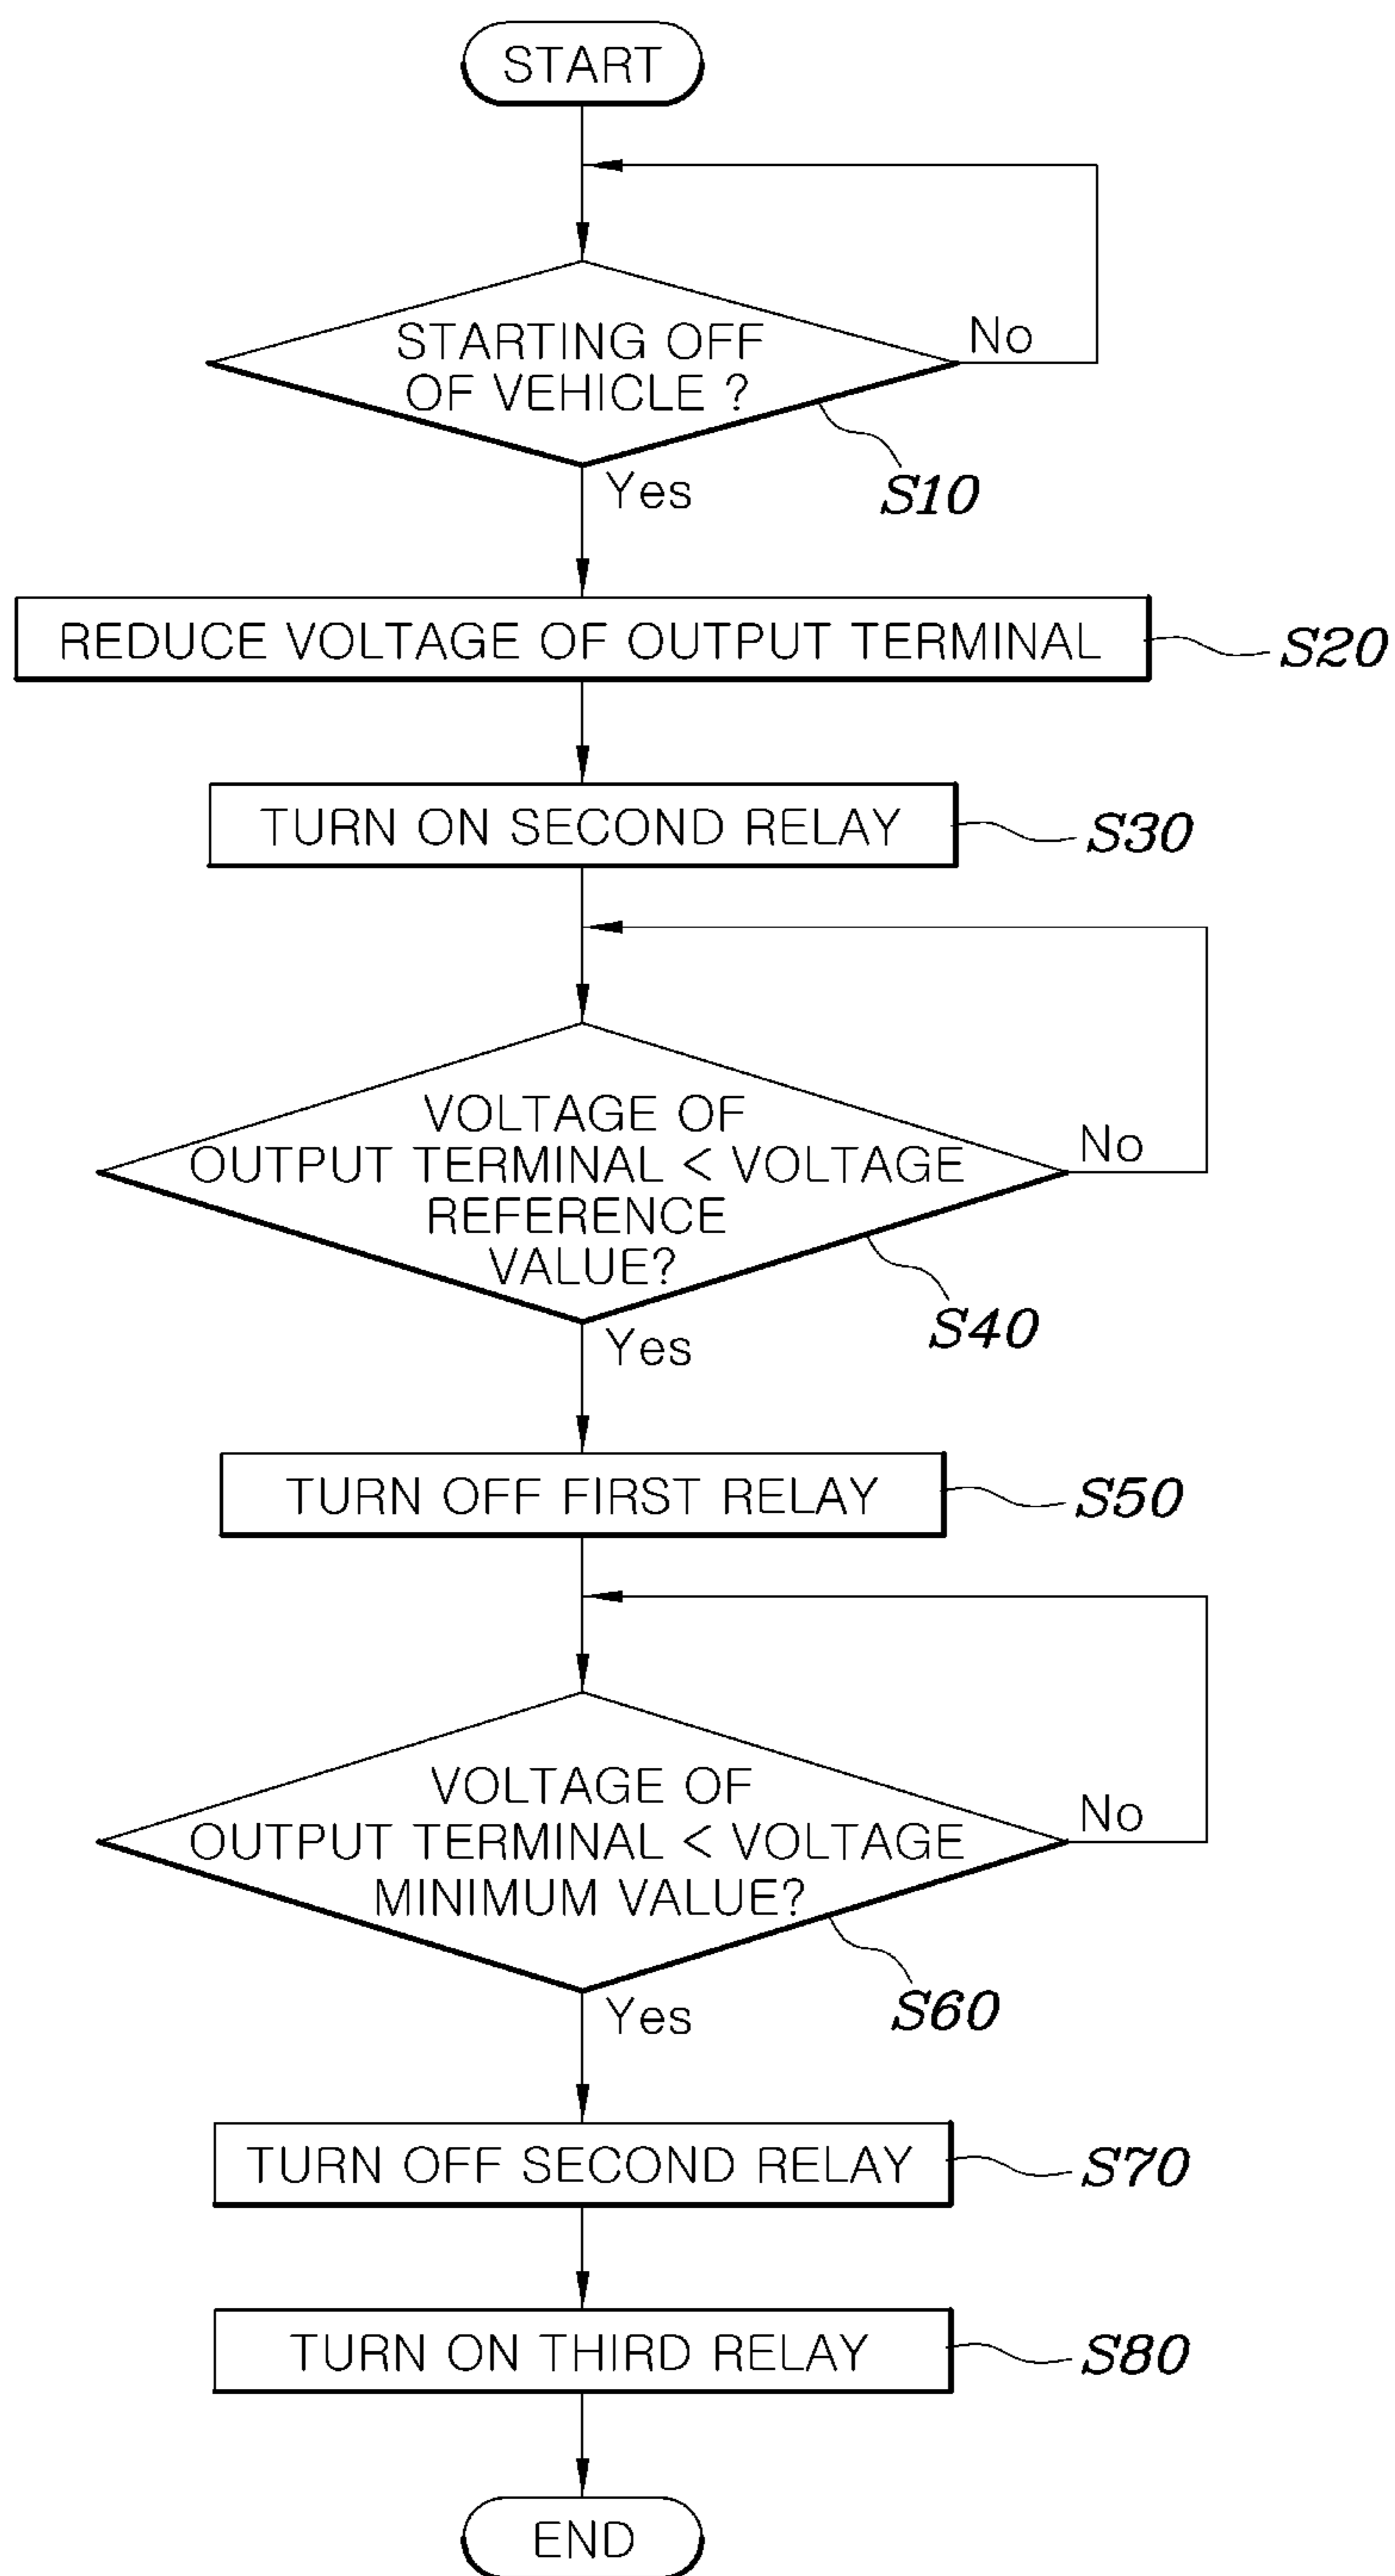 START
STARTING OFF
OF VEHICLE ?
No
Yes
S10
REDUCE VOLTAGE OF OUTPUT TERMINAL
S20
TURN ON SECOND RELAY
S30
VOLTAGE OF
OUTPUT TERMINAL < VOLTAGE
REFERENCE
VALUE?
No
Yes
S40
TURN OFF FIRST RELAY
S50
VOLTAGE OF
OUTPUT TERMINAL < VOLTAGE
MINIMUM VALUE?
No
Yes
S60
TURN OFF SECOND RELAY
S70
TURN ON THIRD RELAY
S80
END